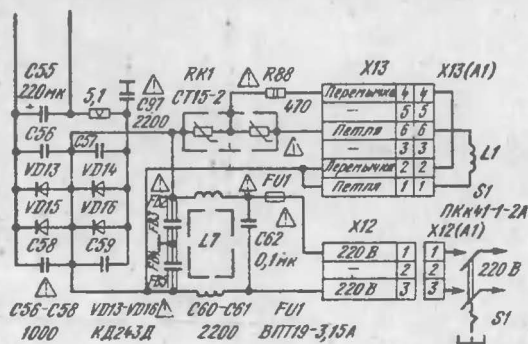 C55
220мк
5,1
C97
2200
C56
C57
VD13
VD14
VD15
VD16
C58
C59
C56-C58
1000
VD13-VD16
КД243Д
RK1
СТ15-2
R88
470
FU1
L7
C62
0,1мк
C60-C61
2200
FU1
ВПТ19-3,15А
X13
X13(A1)
Перемычка 4 4
— 5 5
Петля 6 6
— 3 3
Перемычка 2 2
Петля 1 1
L1
S1
ПКн41-1-2А
X12
X12(A1)
220 В 1 1
— 2 2
220 В 3 3
220 В
S1